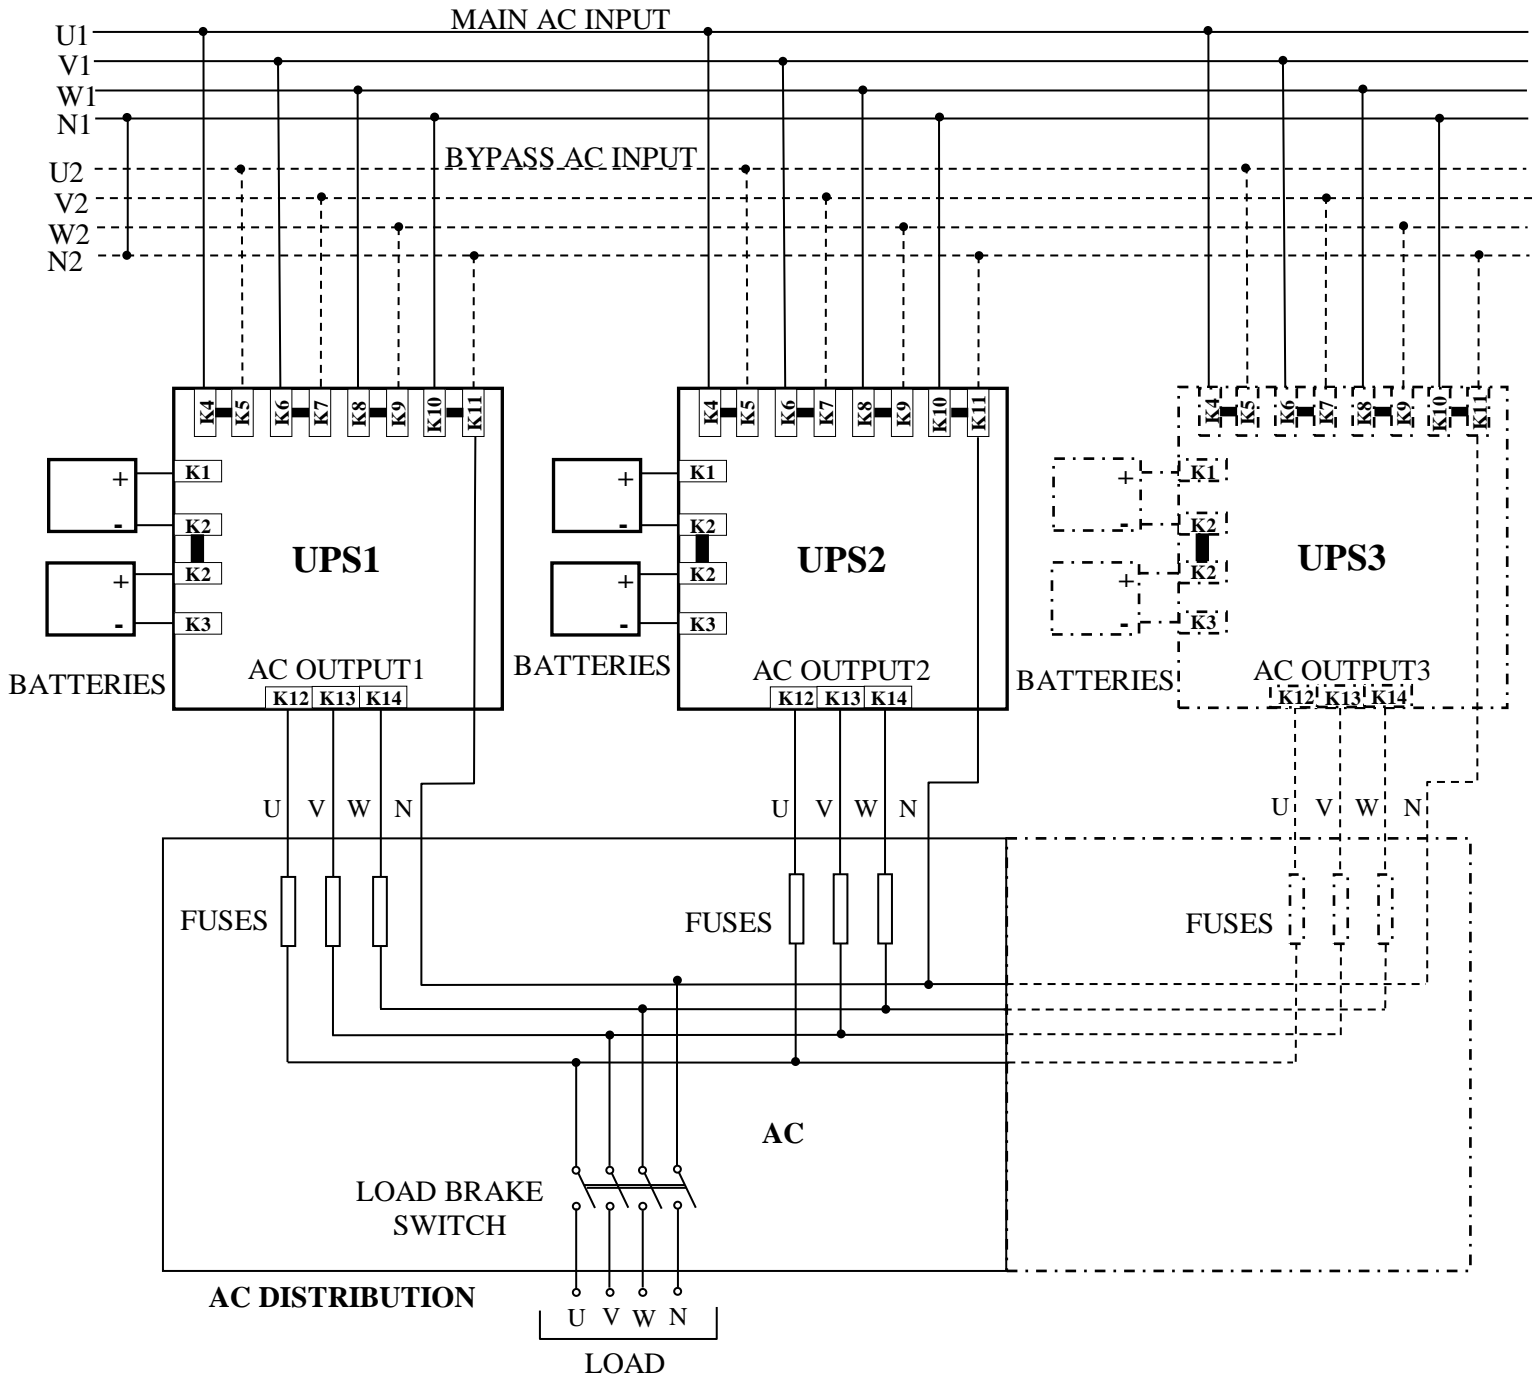 MAIN AC INPUT
U1
V1
W1
N1
BYPASS AC INPUT
U2
V2
W2
N2
K4 K5 K6 K7 K8 K9 K10 K11
K4 K5 K6 K7 K8 K9 K10 K11
K4 K5 K6 K7 K8 K9 K10 K11
+ K1
- K2
UPS1
+ K2
- K3
BATTERIES
AC OUTPUT1
K12 K13 K14
+ K1
- K2
UPS2
+ K2
- K3
BATTERIES
AC OUTPUT2
K12 K13 K14
+ K1
- K2
UPS3
+ K2
- K3
BATTERIES
AC OUTPUT3
K12 K13 K14
U V W N
U V W N
U V W N
FUSES
FUSES
FUSES
AC
LOAD BRAKE
SWITCH
AC DISTRIBUTION
U V W N
LOAD